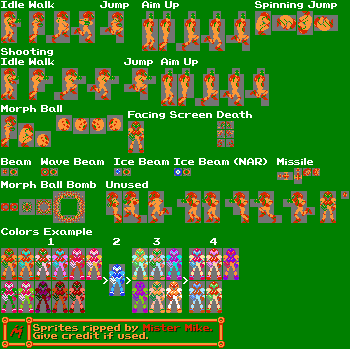 Idle Walk Jump Aim Up Spinning Jump
Shooting
Idle Walk Jump Aim Up
Morph Ball
Facing Screen Death
Beam Wave Beam Ice Beam Ice Beam (NAR) Missile
Morph Ball Bomb Unused
Colors Example
1 2 3 4
> > >
Sprites ripped by Mister Mike.
Give credit if used.